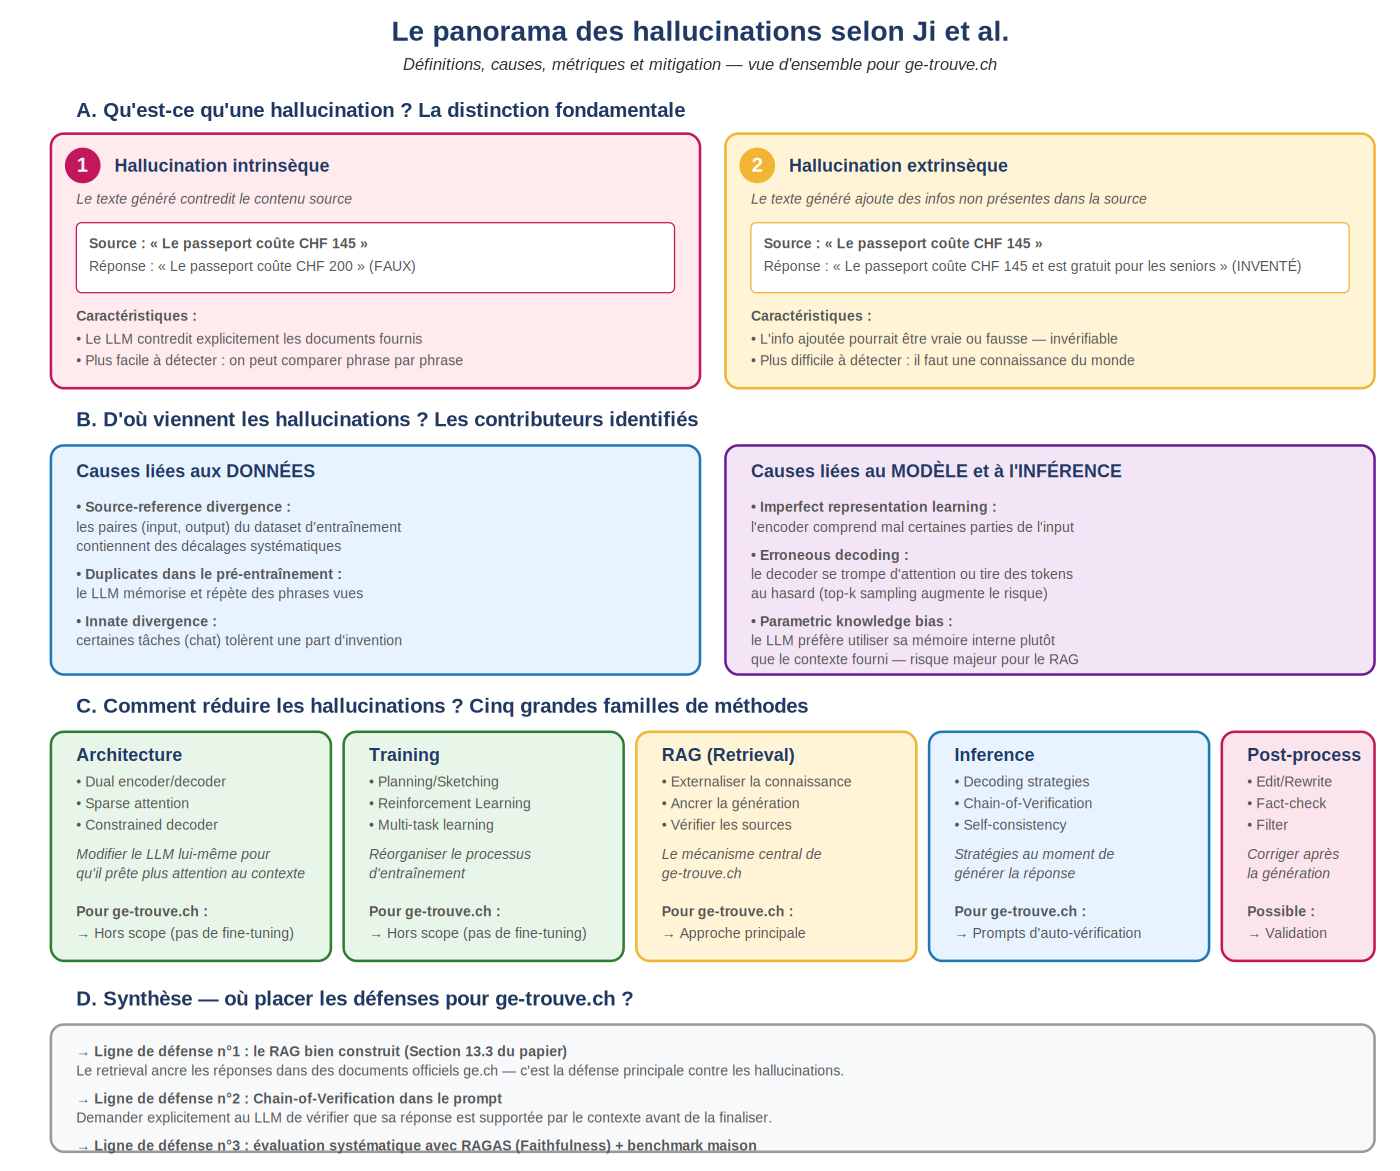 Le panorama des hallucinations selon Ji et al.
Définitions, causes, métriques et mitigation — vue d'ensemble pour ge-trouve.ch
A. Qu'est-ce qu'une hallucination ? La distinction fondamentale
1
Hallucination intrinsèque
Le texte généré contredit le contenu source
Source : « Le passeport coûte CHF 145 »
Réponse : « Le passeport coûte CHF 200 » (FAUX)
Caractéristiques :
• Le LLM contredit explicitement les documents fournis
• Plus facile à détecter : on peut comparer phrase par phrase
2
Hallucination extrinsèque
Le texte généré ajoute des infos non présentes dans la source
Source : « Le passeport coûte CHF 145 »
Réponse : « Le passeport coûte CHF 145 et est gratuit pour les seniors » (INVENTÉ)
Caractéristiques :
• L'info ajoutée pourrait être vraie ou fausse — invérifiable
• Plus difficile à détecter : il faut une connaissance du monde
B. D'où viennent les hallucinations ? Les contributeurs identifiés
Causes liées aux DONNÉES
• Source-reference divergence :
les paires (input, output) du dataset d'entraînement
contiennent des décalages systématiques
• Duplicates dans le pré-entraînement :
le LLM mémorise et répète des phrases vues
• Innate divergence :
certaines tâches (chat) tolèrent une part d'invention
Causes liées au MODÈLE et à l'INFÉRENCE
• Imperfect representation learning :
l'encoder comprend mal certaines parties de l'input
• Erroneous decoding :
le decoder se trompe d'attention ou tire des tokens
au hasard (top-k sampling augmente le risque)
• Parametric knowledge bias :
le LLM préfère utiliser sa mémoire interne plutôt
que le contexte fourni — risque majeur pour le RAG
C. Comment réduire les hallucinations ? Cinq grandes familles de méthodes
Architecture
• Dual encoder/decoder
• Sparse attention
• Constrained decoder
Modifier le LLM lui-même pour
qu'il prête plus attention au contexte
Pour ge-trouve.ch :
→ Hors scope (pas de fine-tuning)
Training
• Planning/Sketching
• Reinforcement Learning
• Multi-task learning
Réorganiser le processus
d'entraînement
Pour ge-trouve.ch :
→ Hors scope (pas de fine-tuning)
RAG (Retrieval)
• Externaliser la connaissance
• Ancrer la génération
• Vérifier les sources
Le mécanisme central de
ge-trouve.ch
Pour ge-trouve.ch :
→ Approche principale
Inference
• Decoding strategies
• Chain-of-Verification
• Self-consistency
Stratégies au moment de
générer la réponse
Pour ge-trouve.ch :
→ Prompts d'auto-vérification
Post-process
• Edit/Rewrite
• Fact-check
• Filter
Corriger après
la génération
Possible :
→ Validation
D. Synthèse — où placer les défenses pour ge-trouve.ch ?
→ Ligne de défense n°1 : le RAG bien construit (Section 13.3 du papier)
Le retrieval ancre les réponses dans des documents officiels ge.ch — c'est la défense principale contre les hallucinations.
→ Ligne de défense n°2 : Chain-of-Verification dans le prompt
Demander explicitement au LLM de vérifier que sa réponse est supportée par le contexte avant de la finaliser.
→ Ligne de défense n°3 : évaluation systématique avec RAGAS (Faithfulness) + benchmark maison